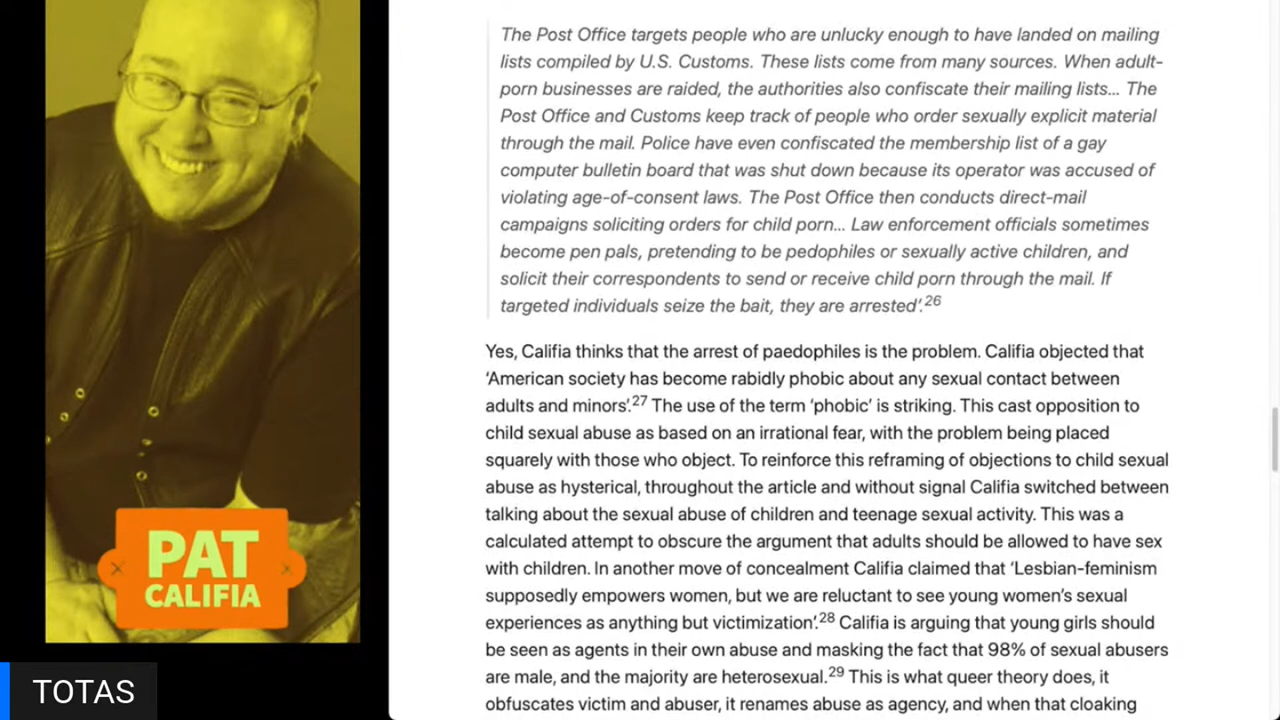 The Post Office targets people who are unlucky enough to have landed on mailing
lists compiled by U.S. Customs. These lists come from many sources. When adult-
porn businesses are raided, the authorities also confiscate their mailing lists... The
Post Office and Customs keep track of people who order sexually explicit material
through the mail. Police have even confiscated the membership list of a gay
computer bulletin board that was shut down because its operator was accused of
violating age-of-consent laws. The Post Office then conducts direct-mail
campaigns soliciting orders for child porn... Law enforcement officials sometimes
become pen pals, pretending to be pedophiles or sexually active children, and
solicit their correspondents to send or receive child porn through the mail. If
targeted individuals seize the bait, they are arrested'.26
Yes, Califia thinks that the arrest of paedophiles is the problem. Califia objected that
‘American society has become rabidly phobic about any sexual contact between
adults and minors’.27 The use of the term ‘phobic’ is striking. This cast opposition to
child sexual abuse as based on an irrational fear, with the problem being placed
squarely with those who object. To reinforce this reframing of objections to child sexual
abuse as hysterical, throughout the article and without signal Califia switched between
talking about the sexual abuse of children and teenage sexual activity. This was a
calculated attempt to obscure the argument that adults should be allowed to have sex
with children. In another move of concealment Califia claimed that ‘Lesbian-feminism
supposedly empowers women, but we are reluctant to see young women’s sexual
experiences as anything but victimization’.28 Califia is arguing that young girls should
be seen as agents in their own abuse and masking the fact that 98% of sexual abusers
are male, and the majority are heterosexual.29 This is what queer theory does, it
obfuscates victim and abuser, it renames abuse as agency, and when that cloaking
PAT
CALIFIA
TOTAS